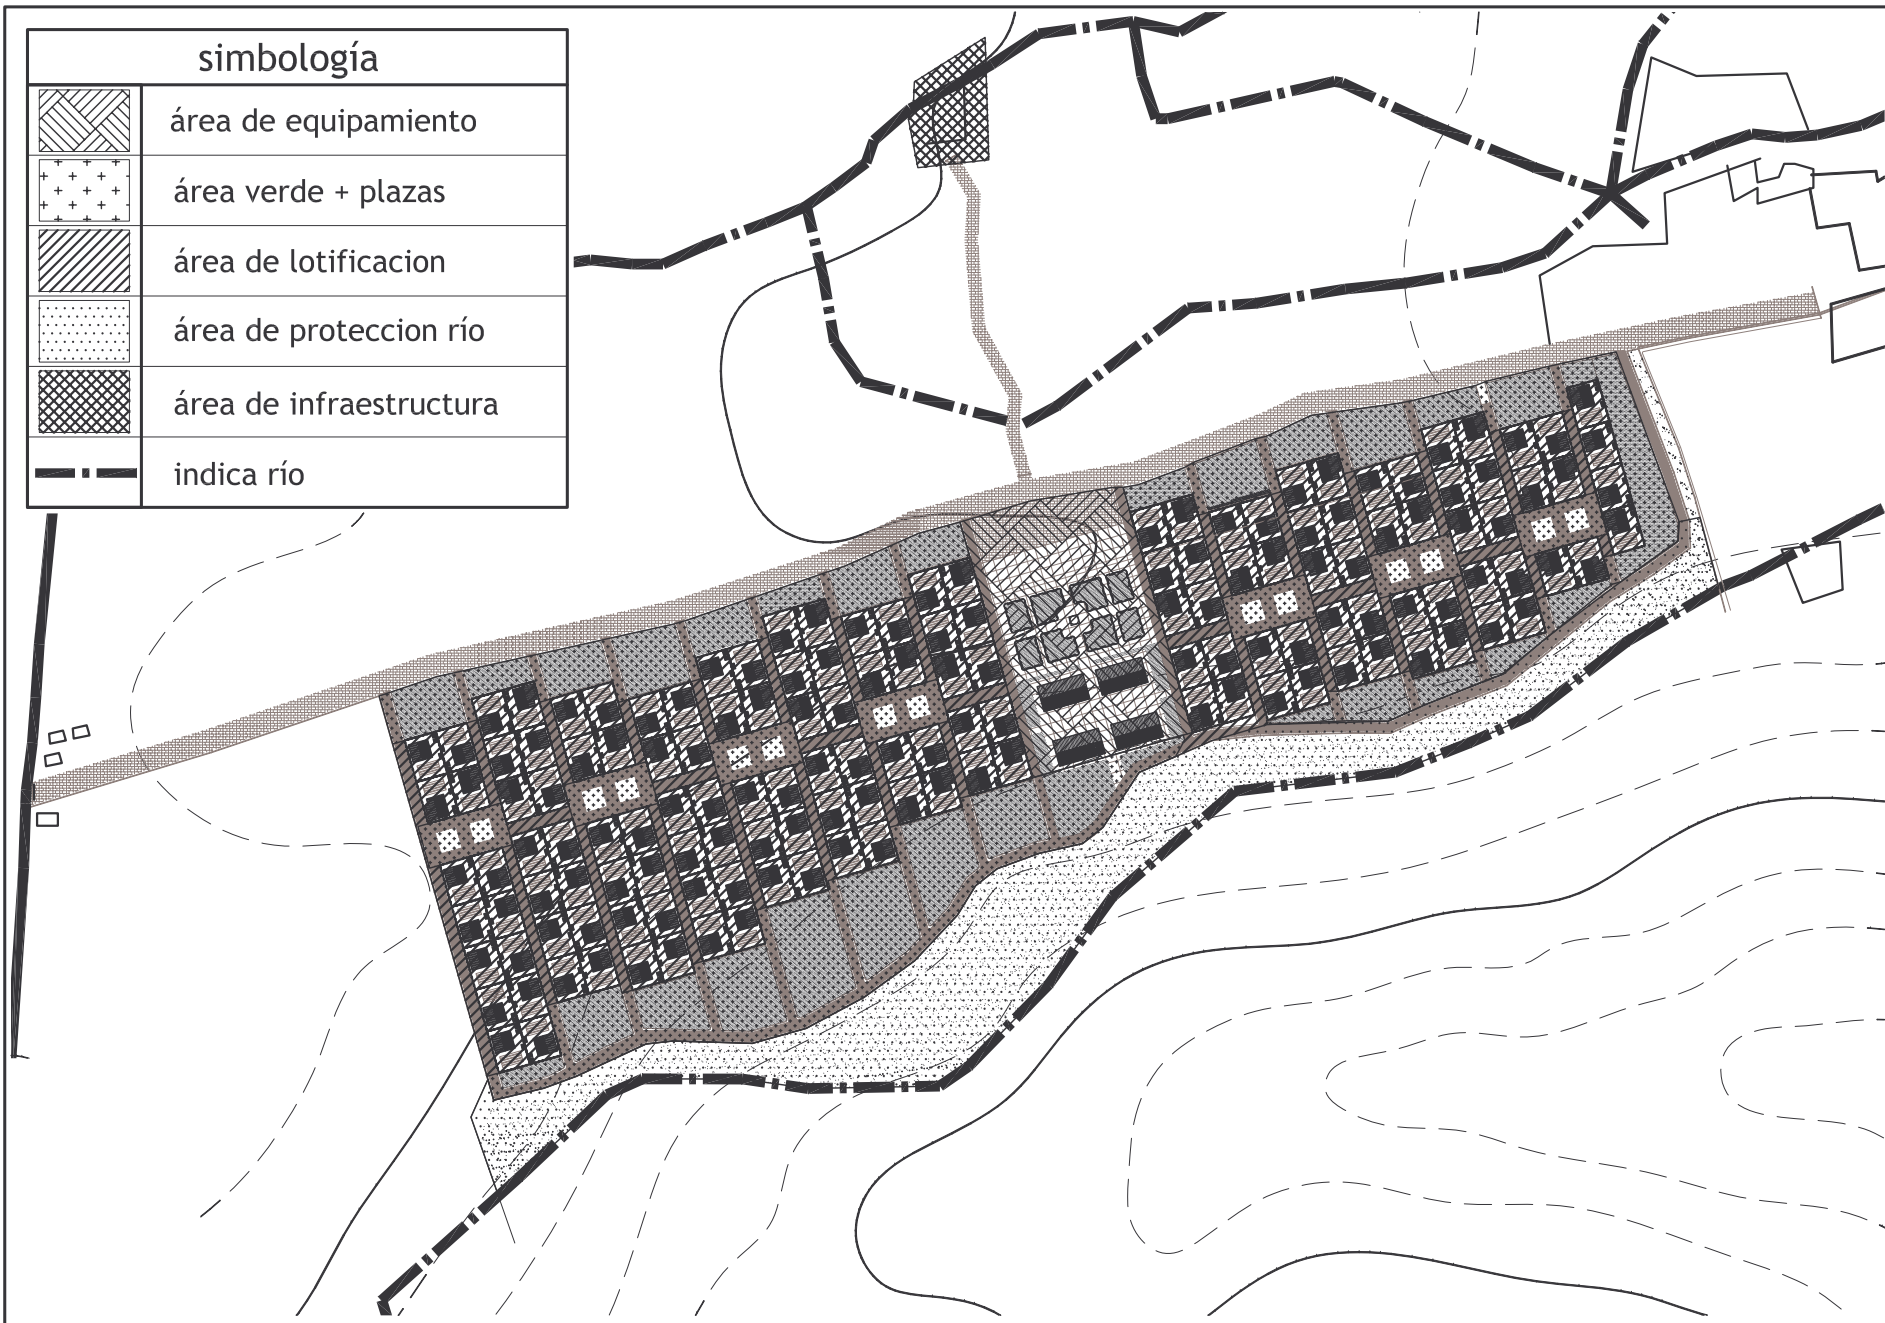 simbología
área de equipamiento
área verde + plazas
área de lotificacion
área de proteccion río
área de infraestructura
indica río